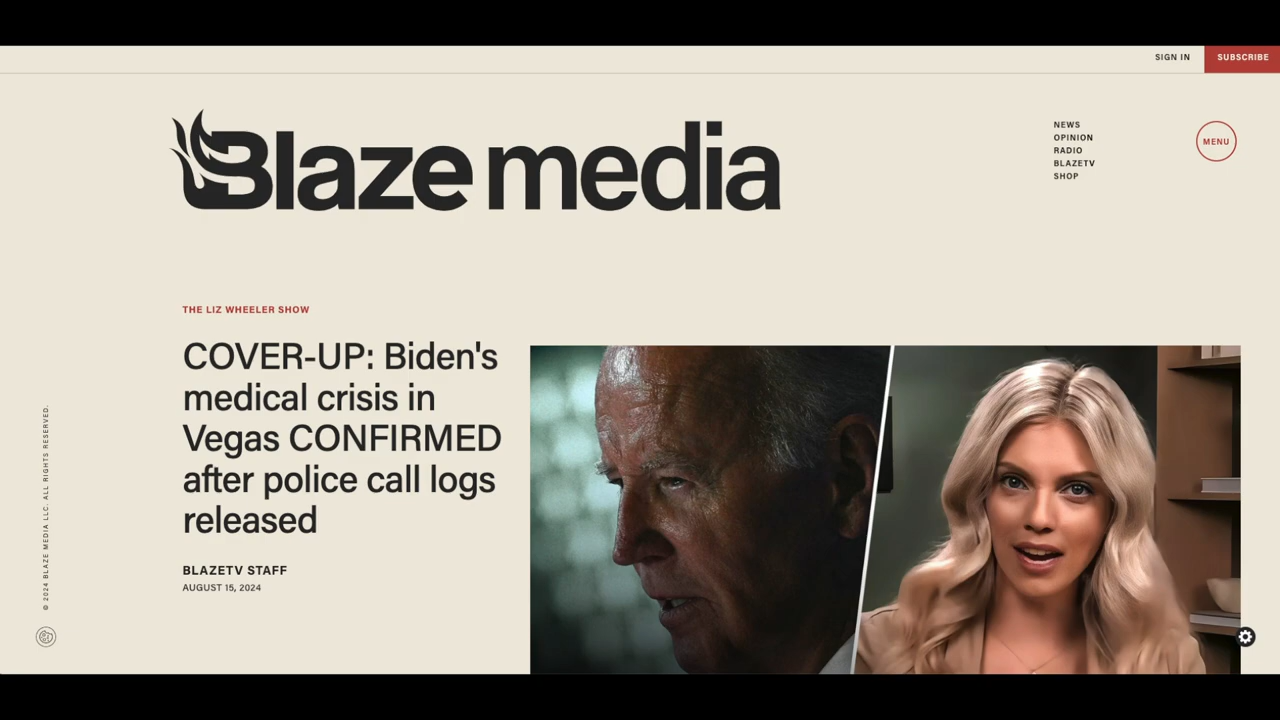 SIGN IN
SUBSCRIBE
Blaze media
NEWS
OPINION
RADIO
BLAZETV
SHOP
MENU
THE LIZ WHEELER SHOW
COVER-UP: Biden's
medical crisis in
Vegas CONFIRMED
after police call logs
released
BLAZETV STAFF
AUGUST 15, 2024
© 2024 BLAZE MEDIA LLC. ALL RIGHTS RESERVED.